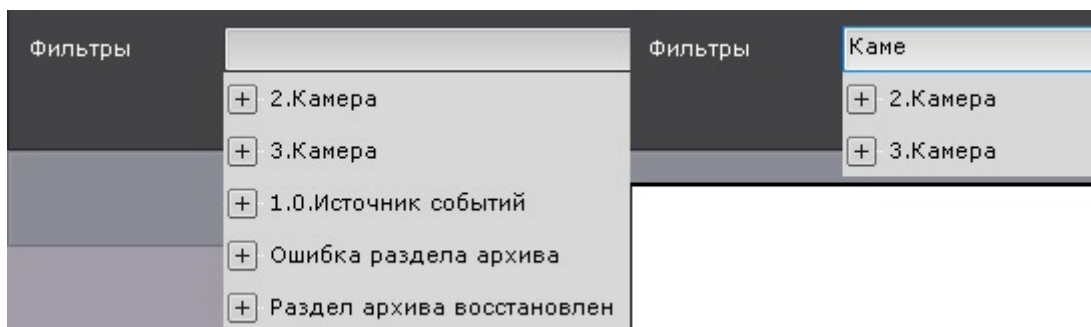 Фильтры
2.Камера
3.Камера
1.0.Источник событий
Ошибка раздела архива
Раздел архива восстановлен
Фильтры
Каме
2.Камера
3.Камера